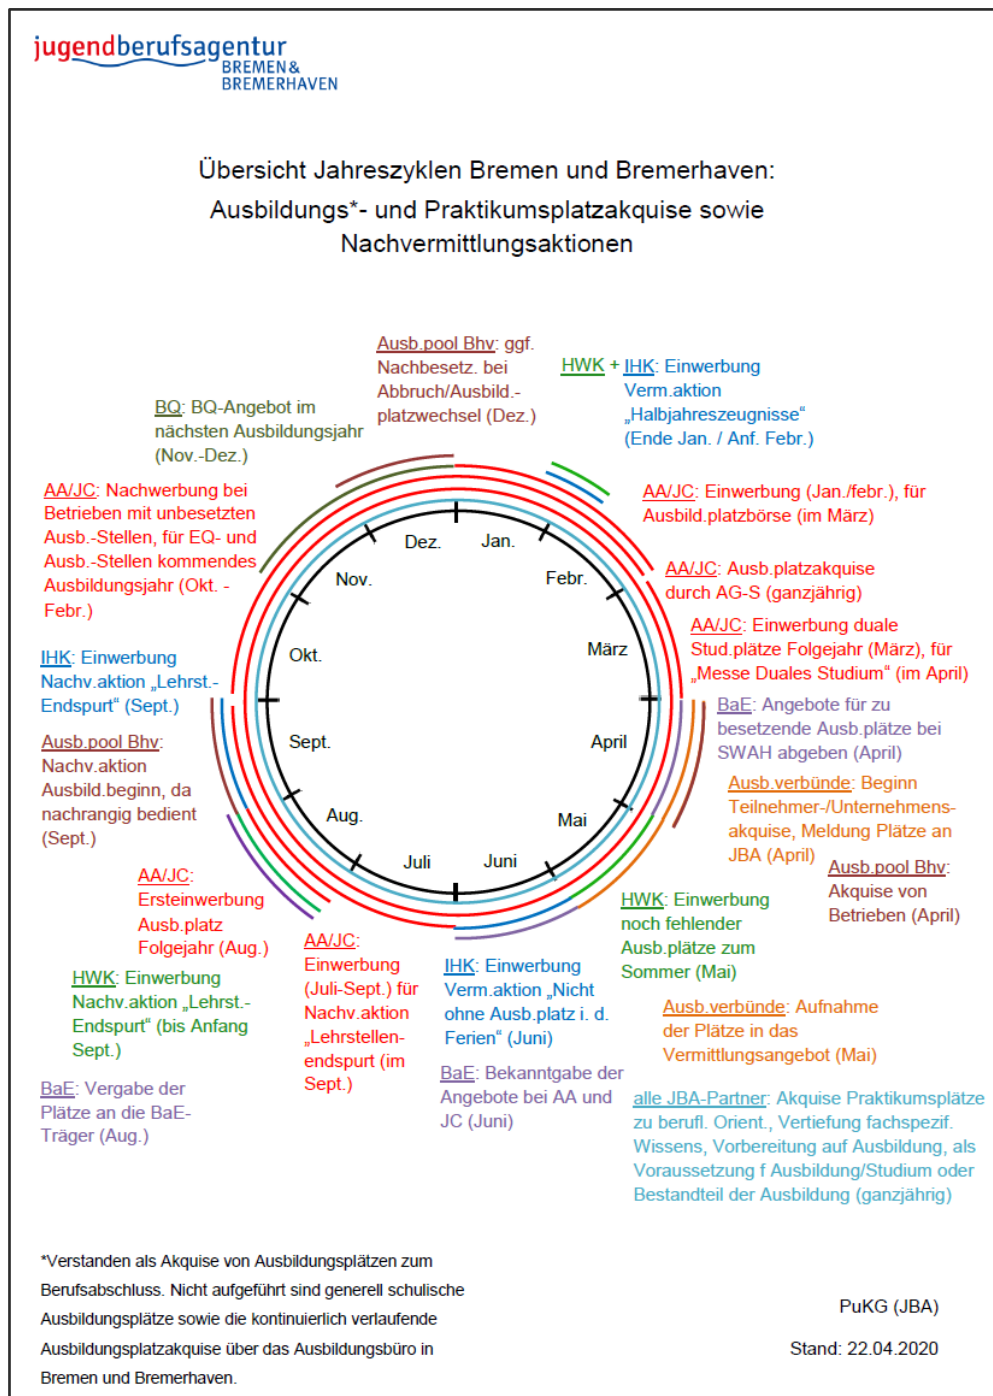 jugendberufsagentur
BREMEN &
BREMERHAVEN
Übersicht Jahreszyklen Bremen und Bremerhaven:
Ausbildungs*- und Praktikumsplatzakquise sowie
Nachvermittlungsaktionen
Ausb.pool Bhv: ggf.
Nachbesetz. bei
Abbruch/Ausbild.-
platzwechsel (Dez.)
HWK + IHK: Einwerbung
Verm.aktion
„Halbjahreszeugnisse“
(Ende Jan. / Anf. Febr.)
BQ: BQ-Angebot im
nächsten Ausbildungsjahr
(Nov.-Dez.)
AA/JC: Nachwerbung bei
Betrieben mit unbesetzten
Ausb.-Stellen, für EQ- und
Ausb.-Stellen kommendes
Ausbildungsjahr (Okt. -
Febr.)
AA/JC: Einwerbung (Jan./febr.), für
Ausbild.platzbörse (im März)
AA/JC: Ausb.platzakquise
durch AG-S (ganzjährig)
AA/JC: Einwerbung duale
Stud.plätze Folgejahr (März), für
„Messe Duales Studium“ (im April)
Dez.
Jan.
Nov.
Febr.
Okt.
März
Sept.
April
Aug.
Mai
Juli
Juni
IHK: Einwerbung
Nachv.aktion „Lehrst.-
Endspurt“ (Sept.)
BaE: Angebote für zu
besetzende Ausb.plätze bei
SWAH abgeben (April)
Ausb.pool Bhv:
Nachv.aktion
Ausbild.beginn, da
nachrangig bedient
(Sept.)
Ausb.verbünde: Beginn
Teilnehmer-/Unternehmens-
akquise, Meldung Plätze an
JBA (April)
Ausb.pool Bhv:
Akquise von
Betrieben (April)
AA/JC:
Ersteinwerbung
Ausb.platz
Folgejahr (Aug.)
HWK: Einwerbung
noch fehlender
Ausb.plätze zum
Sommer (Mai)
AA/JC:
Einwerbung
(Juli-Sept.) für
Nachv.aktion
„Lehrstellen-
endspurt (im
Sept.)
IHK: Einwerbung
Verm.aktion „Nicht
ohne Ausb.platz i. d.
Ferien“ (Juni)
HWK: Einwerbung
Nachv.aktion „Lehrst.-
Endspurt“ (bis Anfang
Sept.)
Ausb.verbünde: Aufnahme
der Plätze in das
Vermittlungsangebot (Mai)
BaE: Vergabe der
Plätze an die BaE-
Träger (Aug.)
BaE: Bekanntgabe der
Angebote bei AA und
JC (Juni)
alle JBA-Partner: Akquise Praktikumsplätze
zu berufl. Orient., Vertiefung fachspezif.
Wissens, Vorbereitung auf Ausbildung, als
Voraussetzung f Ausbildung/Studium oder
Bestandteil der Ausbildung (ganzjährig)
*Verstanden als Akquise von Ausbildungsplätzen zum
Berufsabschluss. Nicht aufgeführt sind generell schulische
Ausbildungsplätze sowie die kontinuierlich verlaufende
Ausbildungsplatzakquise über das Ausbildungsbüro in
Bremen und Bremerhaven.
PuKG (JBA)
Stand: 22.04.2020